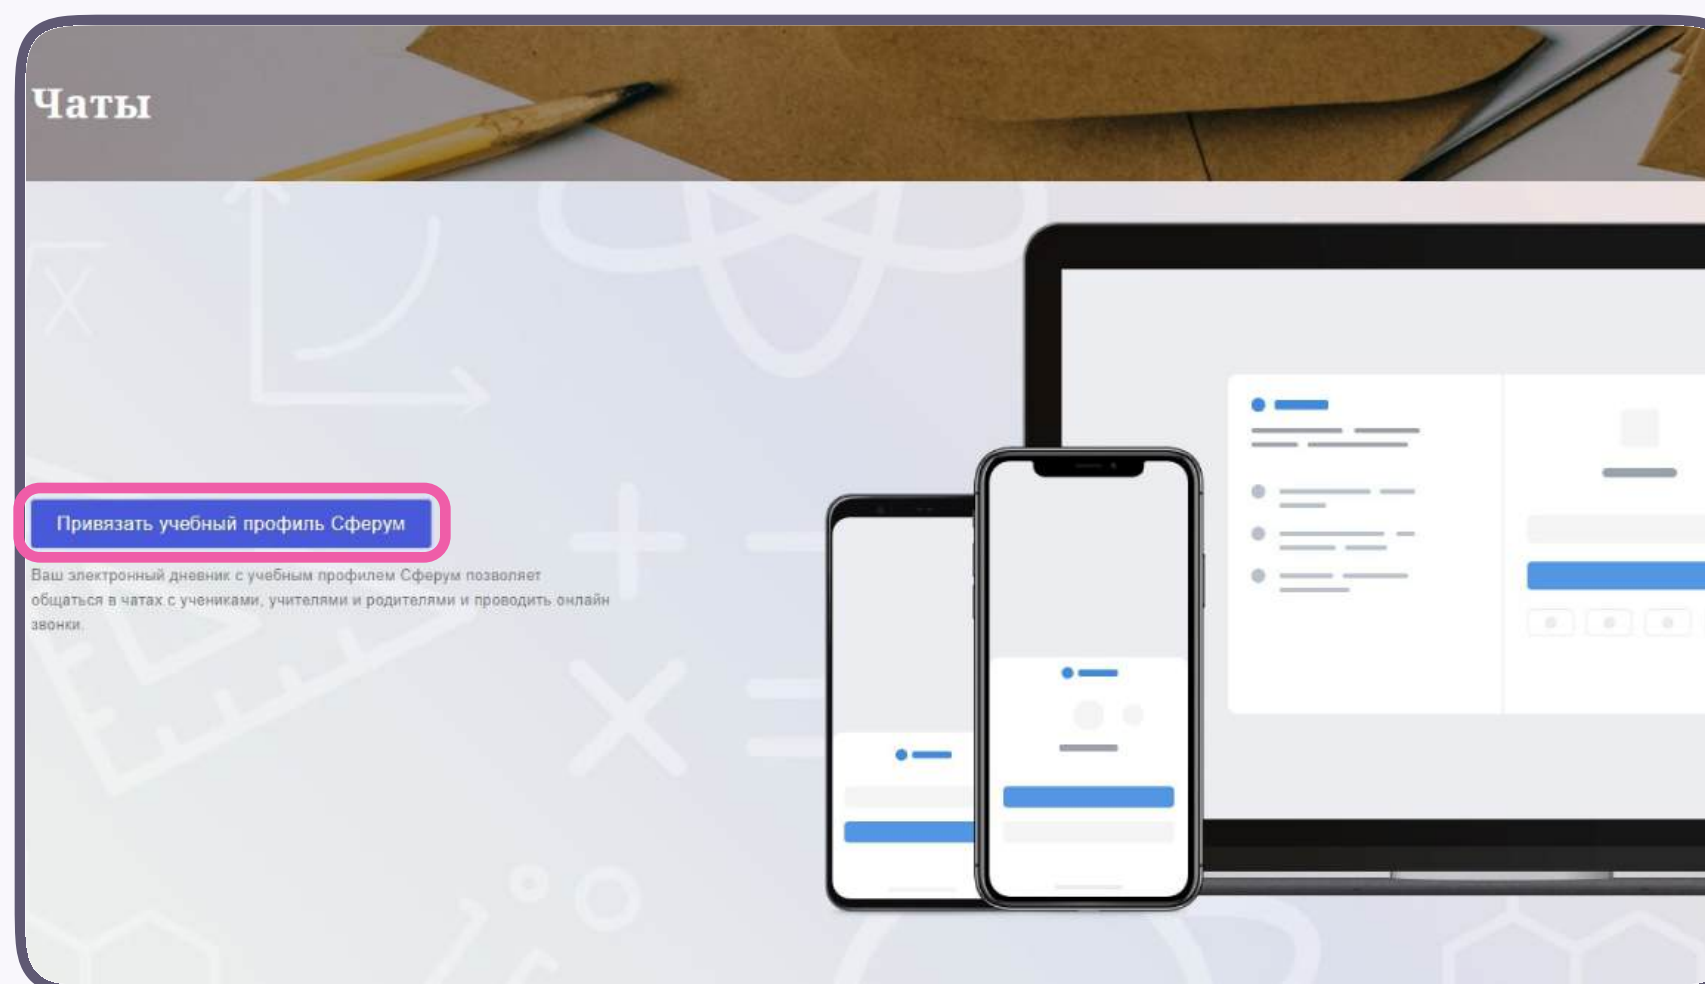 Чаты
Привязать учебный профиль Сферум
Ваш электронный дневник с учебным профилем Сферум позволяет
общаться в чатах с учениками, учителями и родителями и проводить онлайн
звонки.